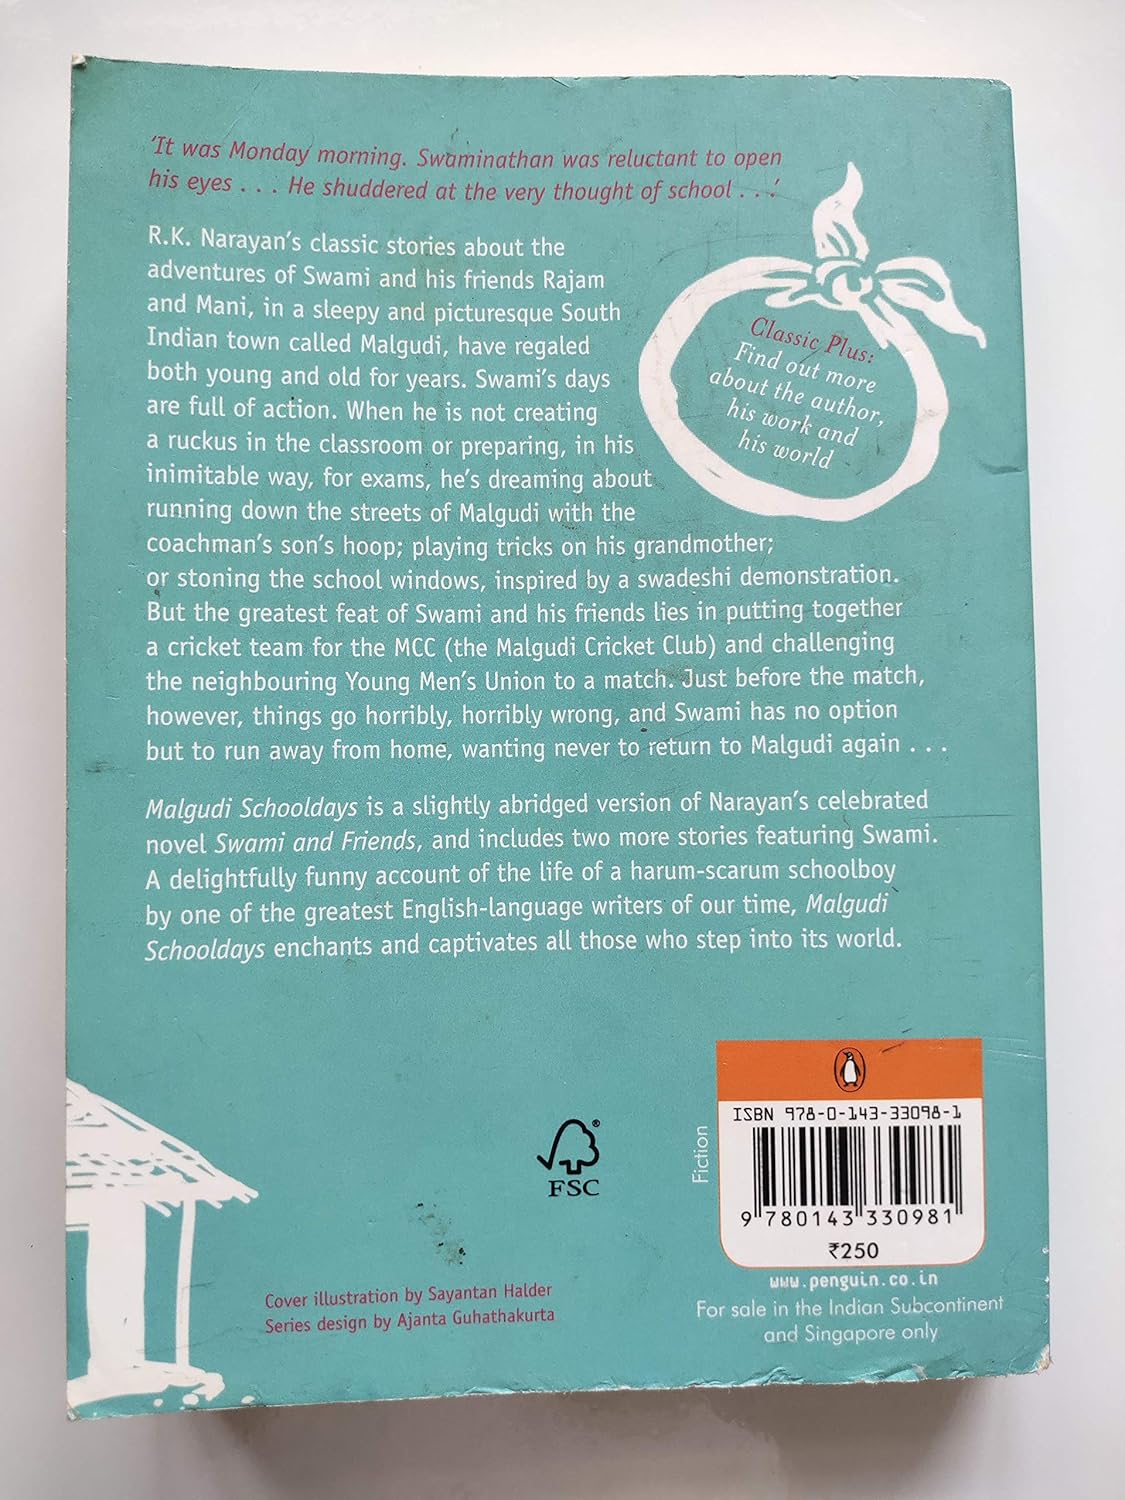 'It was Monday morning. Swaminathan was reluctant to open
his eyes . . . He shuddered at the very thought of school . . .'
R.K. Narayan's classic stories about the
adventures of Swami and his friends Rajam
and Mani, in a sleepy and picturesque South
Indian town called Malgudi, have regaled
both young and old for years. Swami's days
are full of action. When he is not creating
a ruckus in the classroom or preparing, in his
inimitable way, for exams, he's dreaming about
running down the streets of Malgudi with the
coachman's son's hoop; playing tricks on his grandmother;
or stoning the school windows, inspired by a swadeshi demonstration.
But the greatest feat of Swami and his friends lies in putting together
a cricket team for the MCC (the Malgudi Cricket Club) and challenging
the neighbouring Young Men's Union to a match. Just before the match,
however, things go horribly, horribly wrong, and Swami has no option
but to run away from home, wanting never to return to Malgudi again . . .
Classic Plus:
Find out more
about the author,
his work and
his world
Malgudi Schooldays is a slightly abridged version of Narayan's celebrated
novel Swami and Friends, and includes two more stories featuring Swami.
A delightfully funny account of the life of a harum-scarum schoolboy
by one of the greatest English-language writers of our time, Malgudi
Schooldays enchants and captivates all those who step into its world.
FSC
®
Cover illustration by Sayantan Halder
Series design by Ajanta Guhathakurta
Fiction
ISBN 978-0-143-33098-1
9 780143 330981
₹250
www.penguin.co.in
For sale in the Indian Subcontinent
and Singapore only